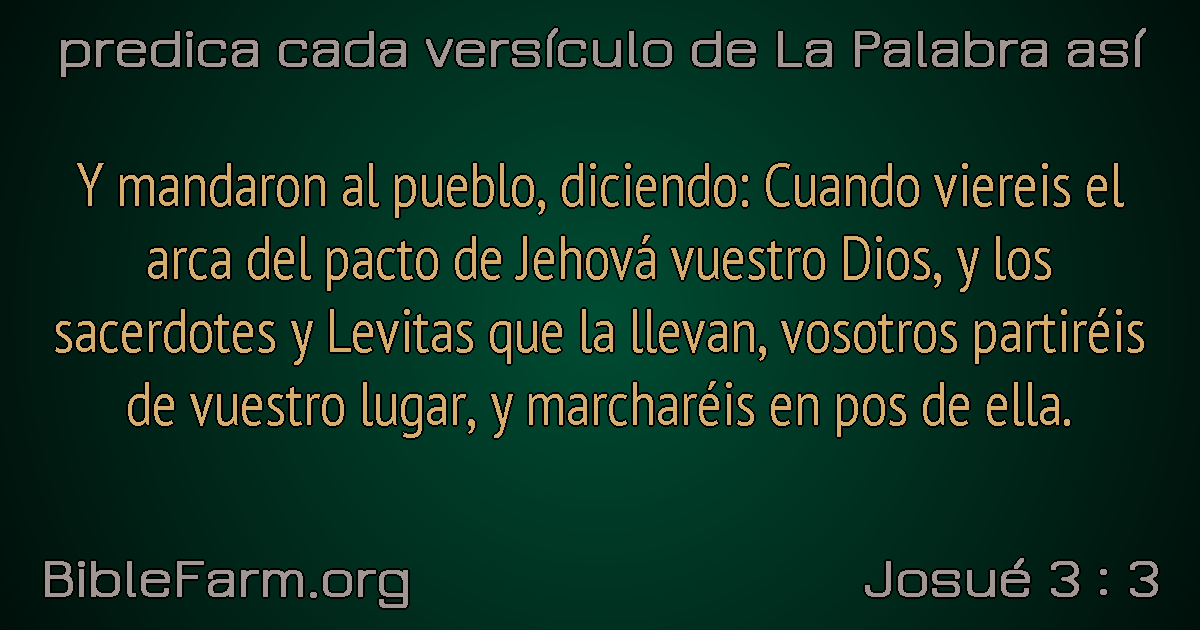 predica cada versículo de La Palabra así
Y mandaron al pueblo, diciendo: Cuando viereis el
arca del pacto de Jehová vuestro Dios, y los
sacerdotes y Levitas que la llevan, vosotros partiréis
de vuestro lugar, y marcharéis en pos de ella.
BibleFarm.org
Josué 3 : 3